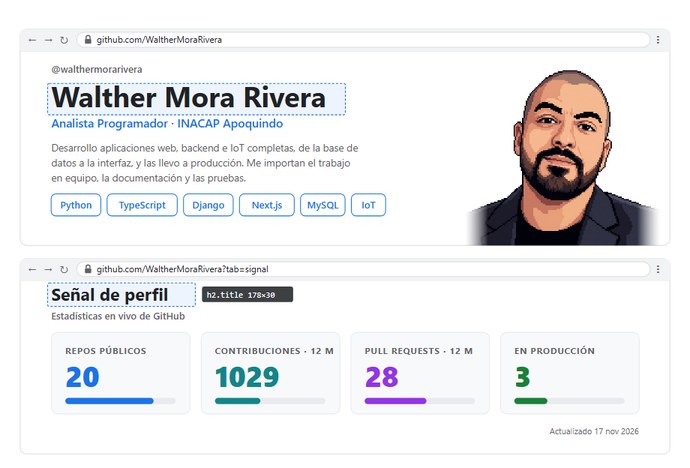 github.com/WaltherMoraRivera
@walthermorarivera
Walther Mora Rivera
Analista Programador · INACAP Apoquindo
Desarrollo aplicaciones web, backend e IoT completas, de la base de
datos a la interfaz, y las llevo a producción. Me importan el trabajo
en equipo, la documentación y las pruebas.
Python TypeScript Django Next.js MySQL IoT
github.com/WaltherMoraRivera?tab=signal
Señal de perfil h2.title 178×30
Estadísticas en vivo de GitHub
REPOS PÚBLICOS CONTRIBUCIONES · 12 M PULL REQUESTS · 12 M EN PRODUCCIÓN
20 1029 28 3
Actualizado 17 nov 2026